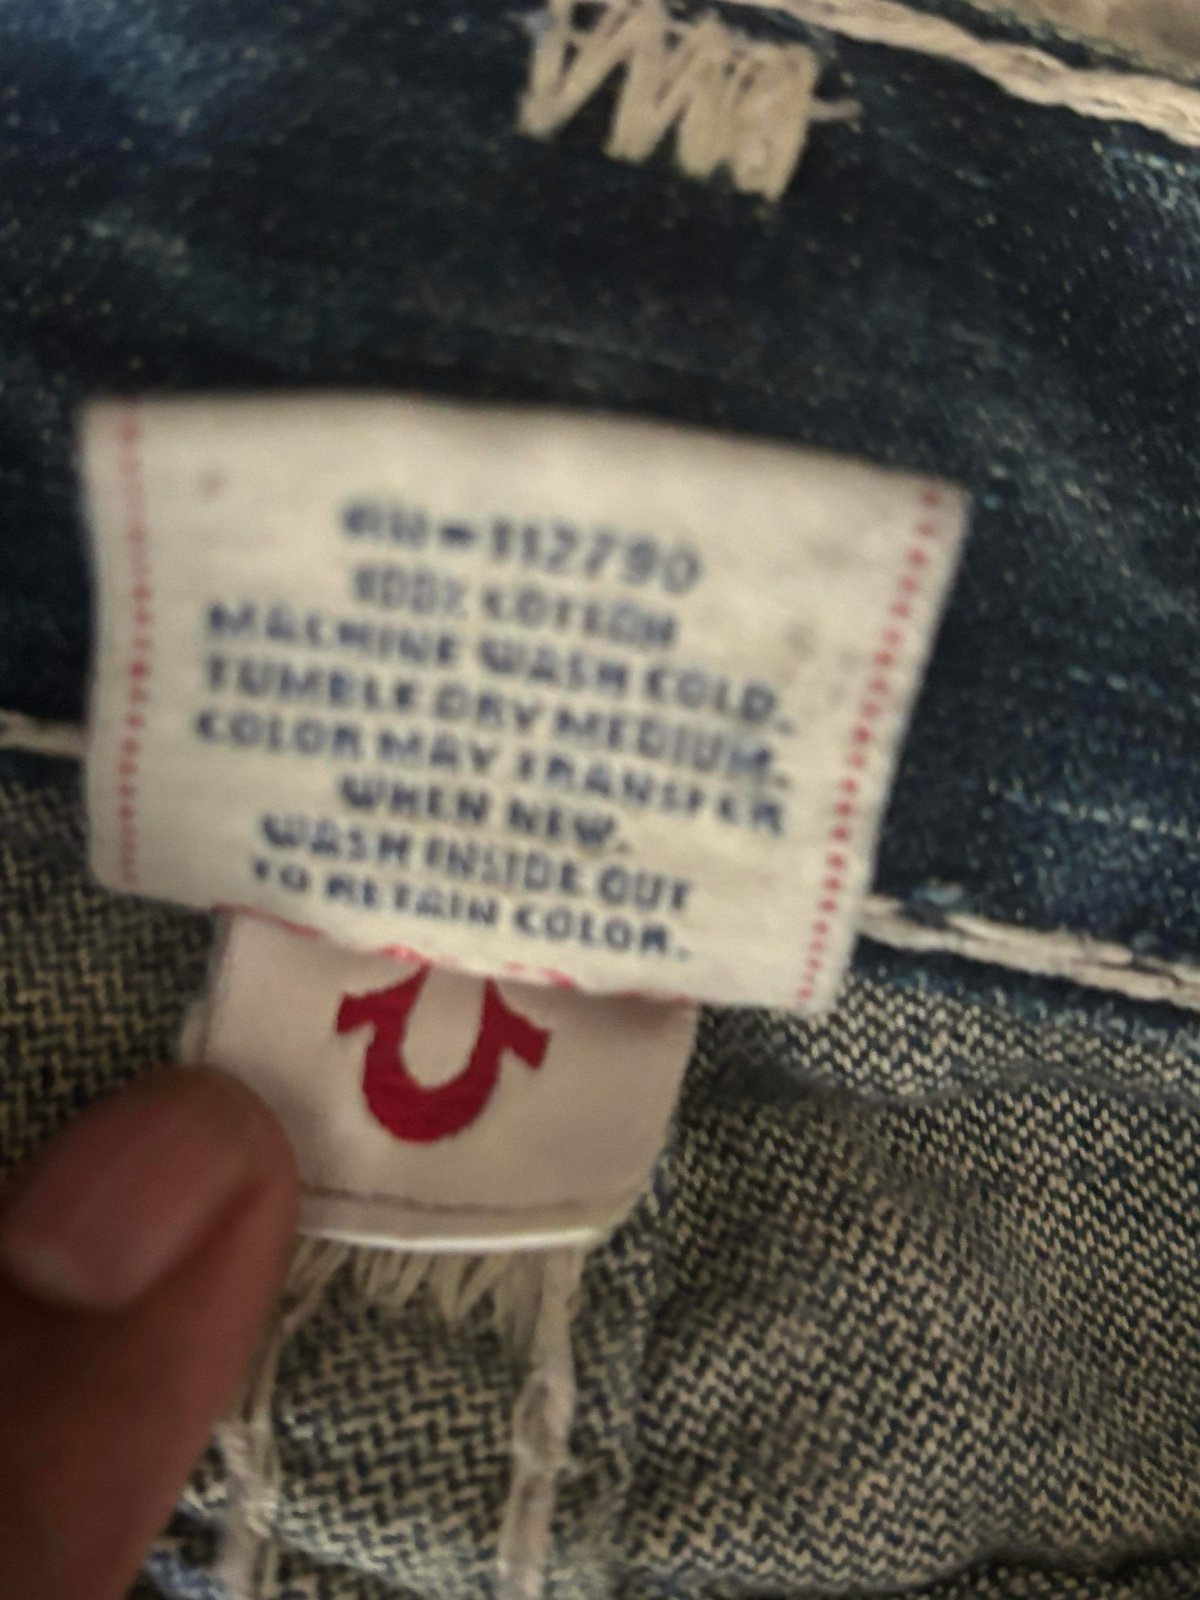 RN# 112790
100% COTTON
MACHINE WASH COLD.
TUMBLE DRY MEDIUM.
COLOR MAY TRANSFER
WHEN NEW.
WASH INSIDE OUT
TO RETAIN COLOR.